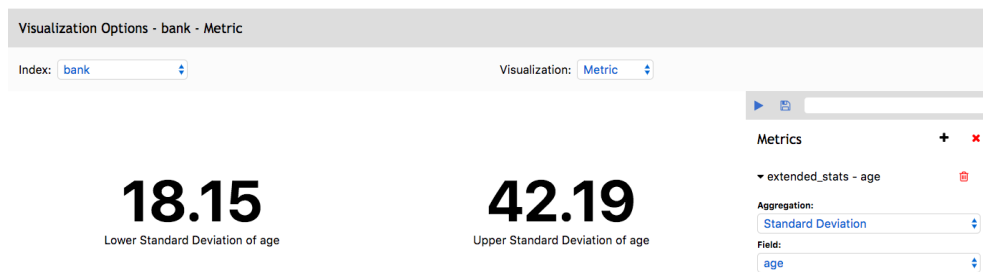 Visualization Options - bank - Metric
Index: bank
Visualization: Metric
Metrics
extended_stats - age
Aggregation:
Standard Deviation
Field:
age
18.15
Lower Standard Deviation of age
42.19
Upper Standard Deviation of age